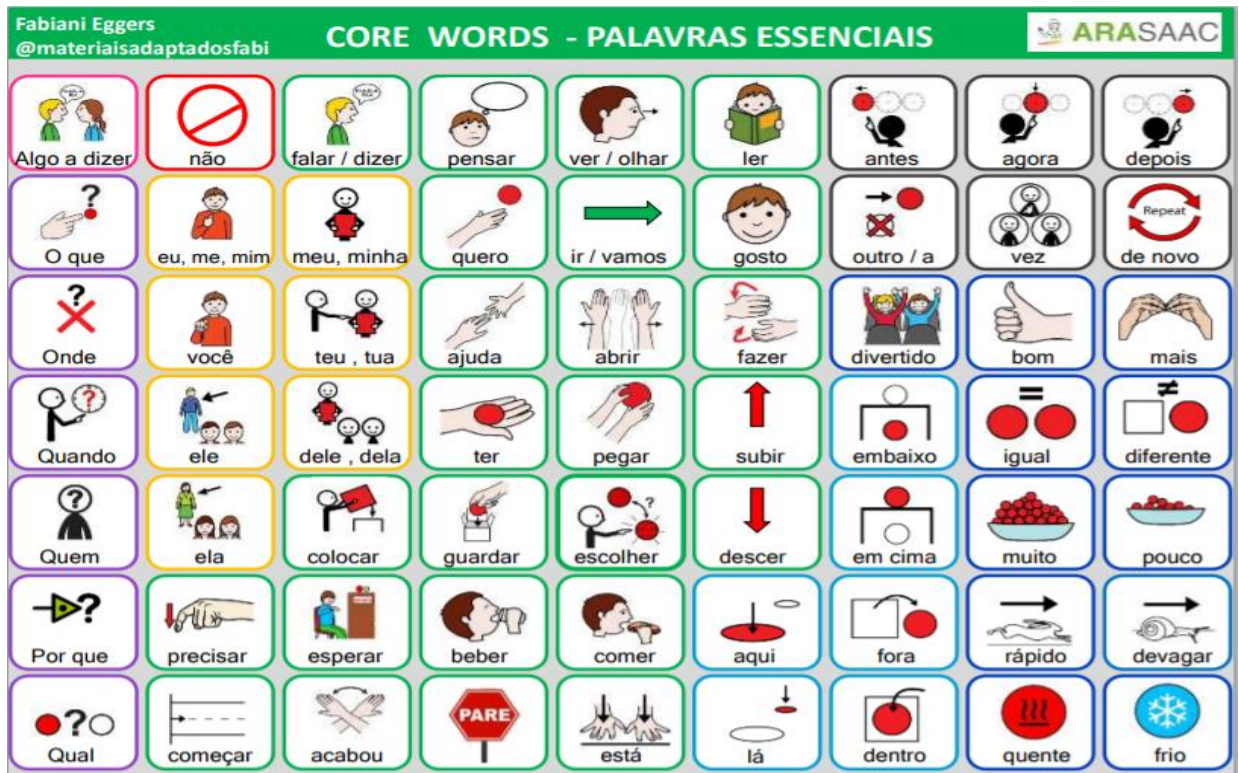 Fabiani Eggers
@materiaisadaptadosfabi
CORE WORDS - PALAVRAS ESSENCIAIS
ARASAAC
Algo a dizer
não
falar / dizer
pensar
ver / olhar
ler
antes
agora
depois
?
O que
eu, me, mim
meu, minha
quero
ir / vamos
gosto
outro / a
vez
Repeat
de novo
?
Onde
você
teu , tua
ajuda
abrir
fazer
divertido
bom
mais
?
Quando
ele
dele , dela
ter
pegar
subir
embaixo
=
igual
≠
diferente
?
Quem
ela
colocar
guardar
?
escolher
descer
em cima
muito
pouco
?
Por que
precisar
esperar
beber
comer
aqui
fora
rápido
devagar
?
Qual
começar
acabou
PARE
está
lá
dentro
quente
frio